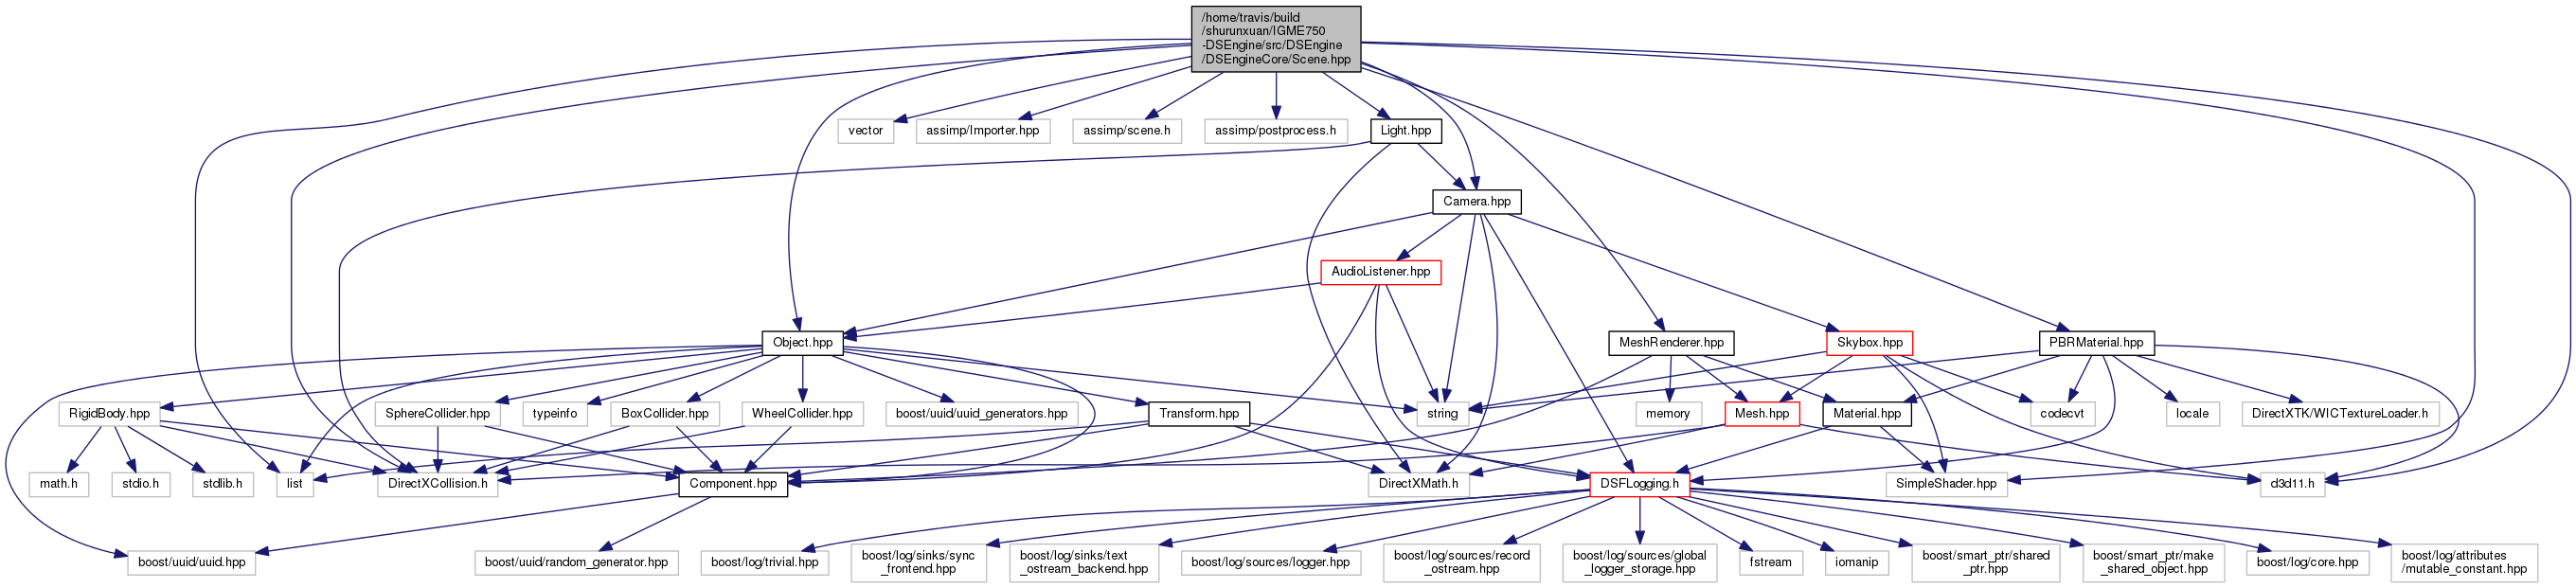 /home/travis/build
/shurunxuan/IGME750
-DSEngine/src/DSEngine
/DSEngineCore/Scene.hpp
vector
assimp/Importer.hpp
assimp/scene.h
assimp/postprocess.h
Light.hpp
Camera.hpp
AudioListener.hpp
Object.hpp
MeshRenderer.hpp
Skybox.hpp
PBRMaterial.hpp
RigidBody.hpp
SphereCollider.hpp
typeinfo
BoxCollider.hpp
WheelCollider.hpp
boost/uuid/uuid_generators.hpp
Transform.hpp
string
memory
Mesh.hpp
Material.hpp
codecvt
locale
DirectXTK/WICTextureLoader.h
math.h
stdio.h
stdlib.h
list
DirectXCollision.h
Component.hpp
DirectXMath.h
DSFLogging.h
SimpleShader.hpp
d3d11.h
boost/uuid/uuid.hpp
boost/uuid/random_generator.hpp
boost/log/trivial.hpp
boost/log/sinks/sync
_frontend.hpp
boost/log/sinks/text
_ostream_backend.hpp
boost/log/sources/logger.hpp
boost/log/sources/record
_ostream.hpp
boost/log/sources/global
_logger_storage.hpp
fstream
iomanip
boost/smart_ptr/shared
_ptr.hpp
boost/smart_ptr/make
_shared_object.hpp
boost/log/core.hpp
boost/log/attributes
/mutable_constant.hpp